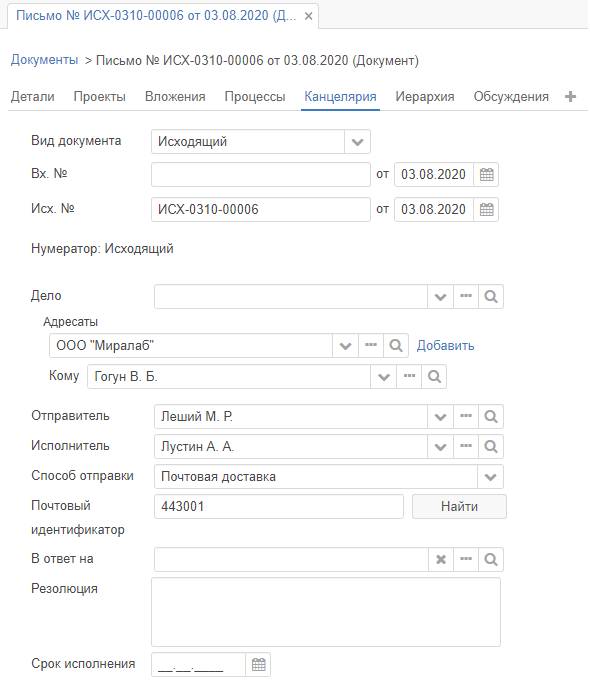 Письмо № ИСХ-0310-00006 от 03.08.2020 (Д... ×
Документы > Письмо № ИСХ-0310-00006 от 03.08.2020 (Документ)
Детали Проекты Вложения Процессы Канцелярия Иерархия Обсуждения +
Вид документа Исходящий
Вх. № от 03.08.2020
Исх. № ИСХ-0310-00006 от 03.08.2020
Нумератор: Исходящий
Дело
Адресаты
ООО "Миралаб" Добавить
Кому Гогун В. Б.
Отправитель Леший М. Р.
Исполнитель Лустин А. А.
Способ отправки Почтовая доставка
Почтовый идентификатор 443001 Найти
В ответ на
Резолюция
Срок исполнения __.__.____